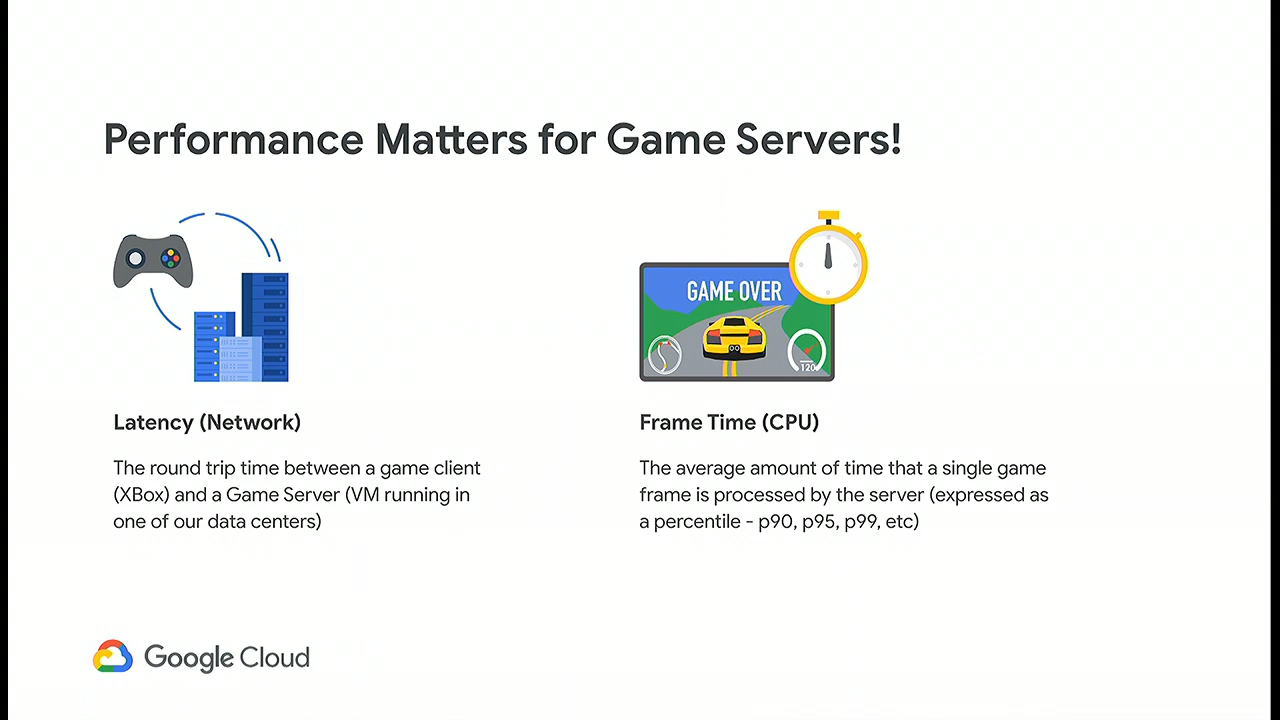 Performance Matters for Game Servers!
GAME OVER
120
Latency (Network)
The round trip time between a game client
(XBox) and a Game Server (VM running in
one of our data centers)
Frame Time (CPU)
The average amount of time that a single game
frame is processed by the server (expressed as
a percentile - p90, p95, p99, etc)
Google Cloud